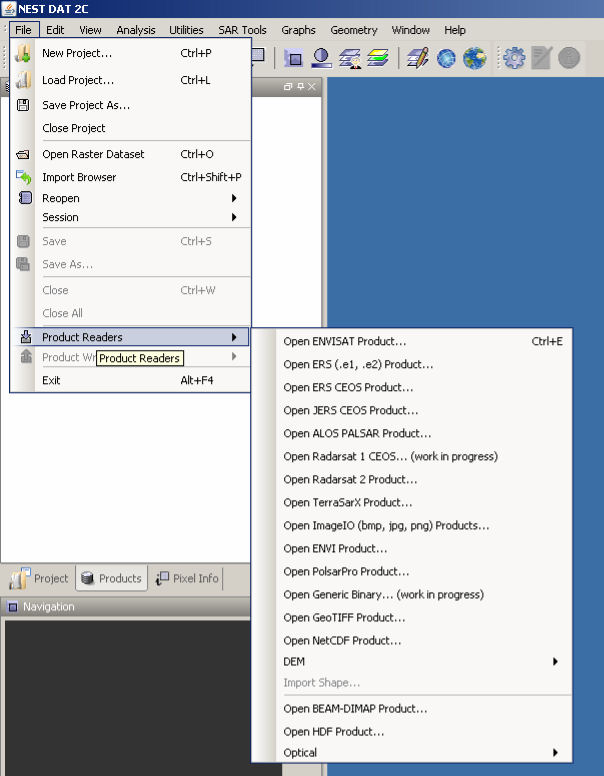 NEST DAT 2C
File Edit View Analysis Utilities SAR Tools Graphs Geometry Window Help
New Project... Ctrl+P
Load Project... Ctrl+L
Save Project As...
Close Project
Open Raster Dataset Ctrl+O
Import Browser Ctrl+Shift+P
Reopen
Session
Save Ctrl+S
Save As...
Close Ctrl+W
Close All
Product Readers
Product Wr
Product Readers
Exit Alt+F4
Open ENVISAT Product... Ctrl+E
Open ERS (.e1, .e2) Product...
Open ERS CEOS Product...
Open JERS CEOS Product...
Open ALOS PALSAR Product...
Open Radarsat 1 CEOS... (work in progress)
Open Radarsat 2 Product...
Open TerraSarX Product...
Open ImageIO (bmp, jpg, png) Products...
Open ENVI Product...
Open PolsarPro Product...
Open Generic Binary... (work in progress)
Open GeoTIFF Product...
Open NetCDF Product...
DEM
Import Shape...
Open BEAM-DIMAP Product...
Open HDF Product...
Optical
Project Products Pixel Info
Navigation